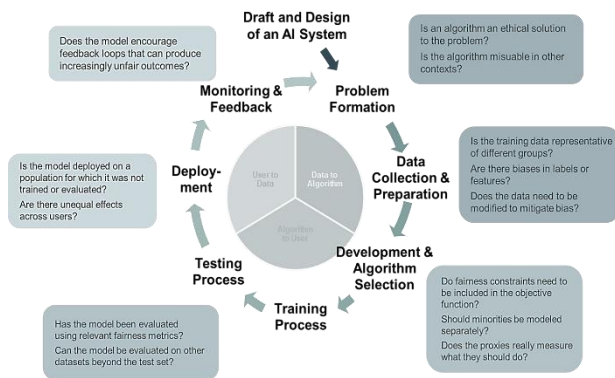 Draft and Design
of an AI System
Is an algorithm an ethical solution
to the problem?
Is the algorithm misuable in other
contexts?
Does the model encourage
feedback loops that can produce
increasingly unfair outcomes?
Monitoring &
Feedback
Problem
Formation
Is the training data representative
of different groups?
Are there biases in labels or
features?
Does the data need to be
modified to mitigate bias?
Data
Collection &
Preparation
Is the model deployed on a
population for which it was not
trained or evaluated?
Are there unequal effects
across users?
Deploy-
ment
User to
Data
Data to
Algorithm
Algorithm
to User
Development &
Algorithm
Selection
Testing
Process
Training
Process
Do fairness constraints need to
be included in the objective
function?
Should minorities be modeled
separately?
Does the proxies really measure
what they should do?
Has the model been evaluated
using relevant fairness metrics?
Can the model be evaluated on other
datasets beyond the test set?